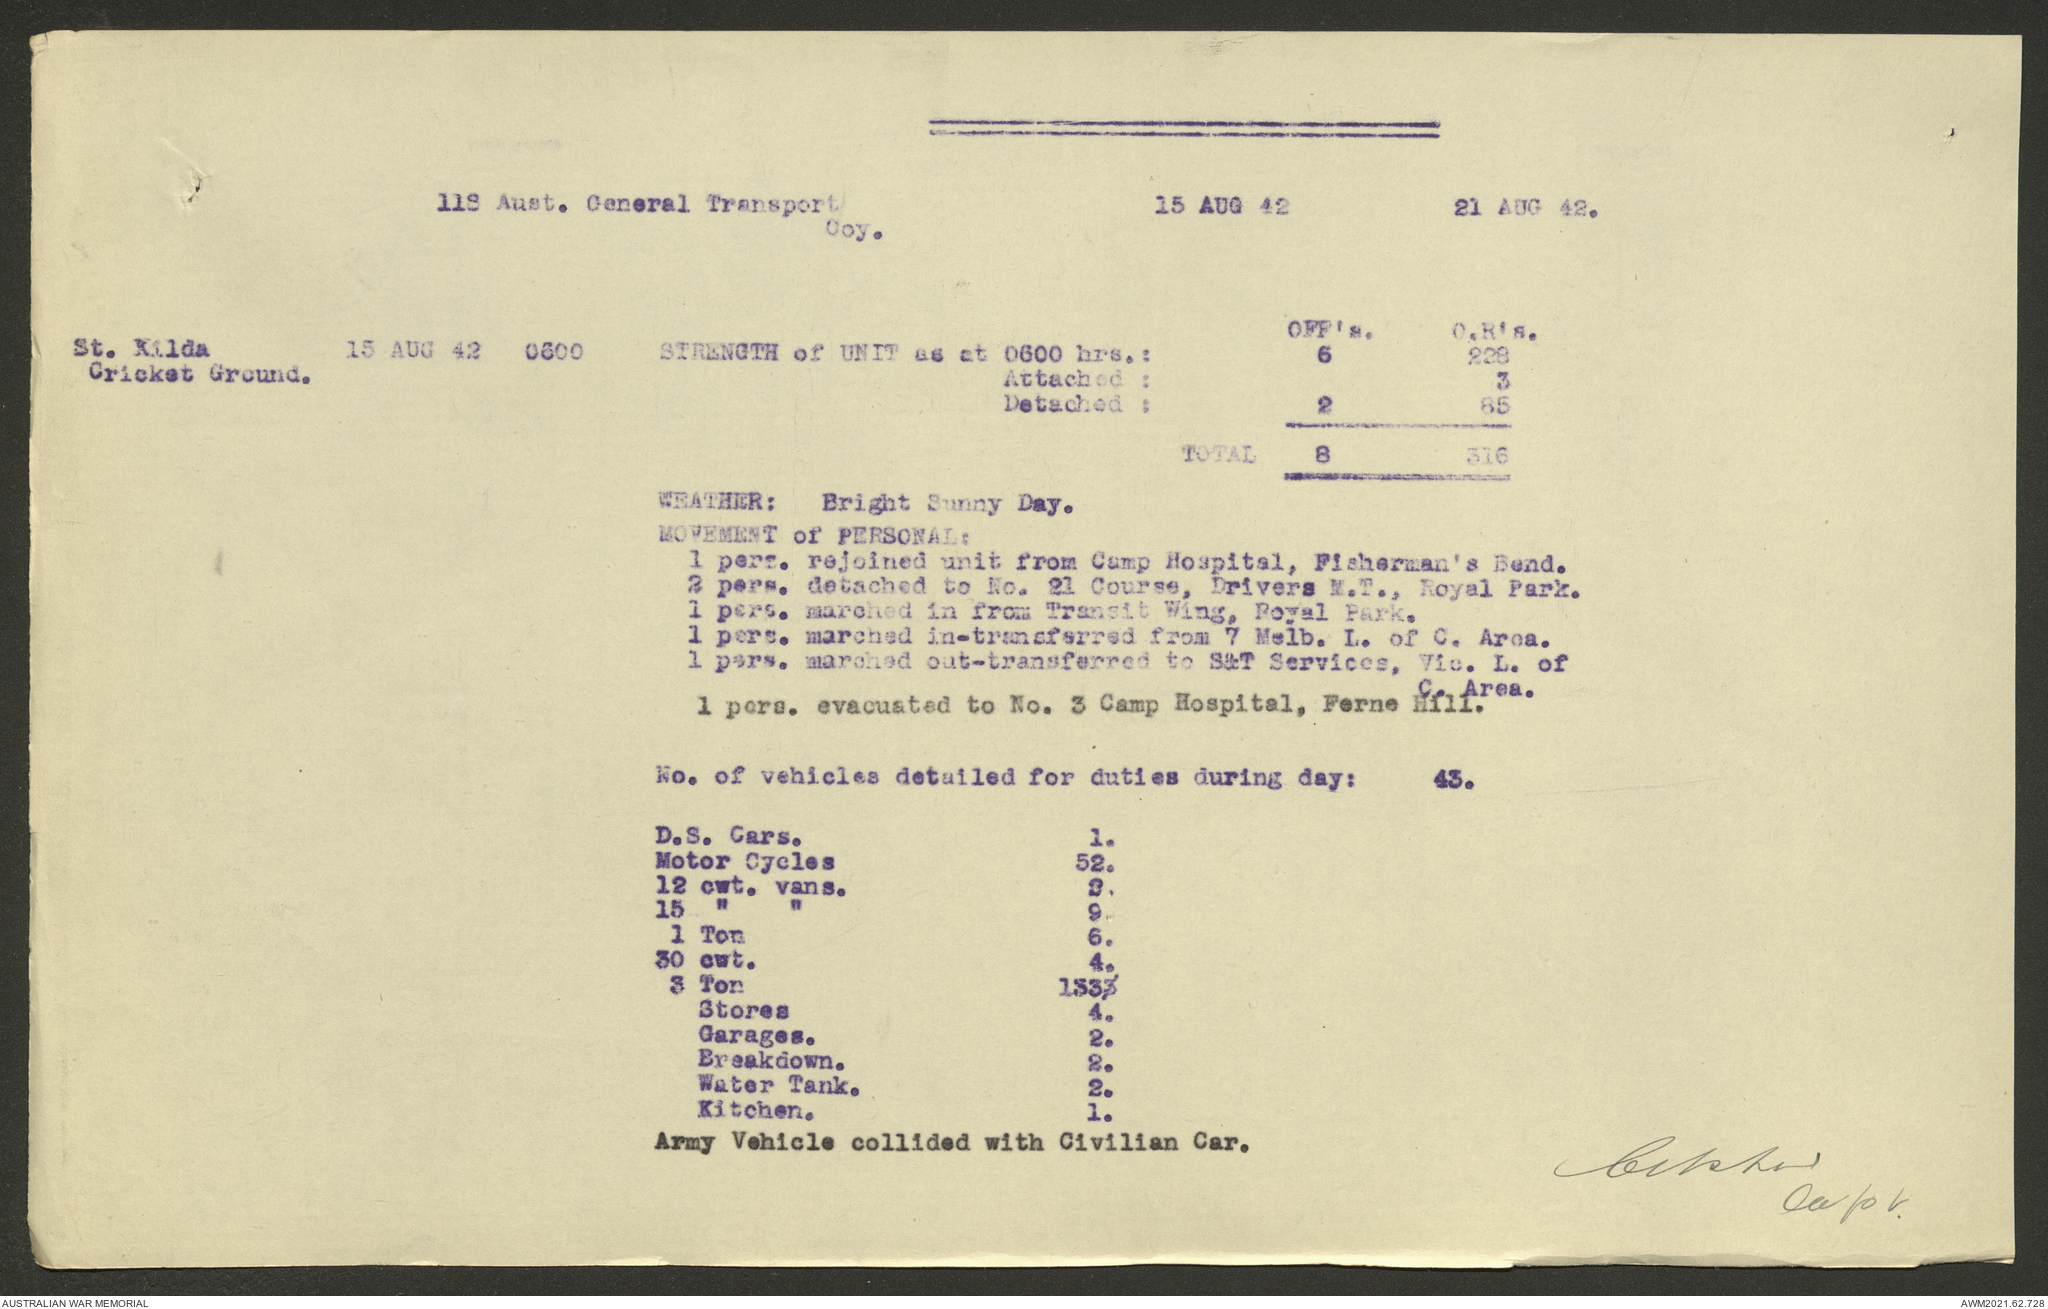 118 Aust. General Transport 15 AUG 42 21 AUG 42.
Coy.
OFF's. O.R's.
St. Kilda 15 AUG 42 0600 STRENGTH of UNIT as at 0600 hrs.: 6 228
Cricket Ground. Attached : 3
Detached : 2 85
TOTAL 8 316
WEATHER: Bright Sunny Day.
MOVEMENT of PERSONAL:
1 pers. rejoined unit from Camp Hospital, Fisherman's Bend.
2 pers. detached to No. 21 Course, Drivers M.T., Royal Park.
1 pers. marched in from Transit Wing, Royal Park.
1 pers. marched in-transferred from 7 Melb. L. of C. Area.
1 pers. marched out-transferred to S&T Services, Vic. L. of
C. Area.
1 pers. evacuated to No. 3 Camp Hospital, Ferne Hill.
No. of vehicles detailed for duties during day: 43.
D.S. Cars. 1.
Motor Cycles 52.
12 cwt. vans.
15 " " 9.
1 Ton 6.
30 cwt. 4.
3 Ton 133
Stores 4.
Garages. 2.
Breakdown. 2.
Water Tank. 2.
Kitchen. 1.
Army Vehicle collided with Civilian Car.
Capt.
AUSTRALIAN WAR MEMORIAL AWM2021.62.728